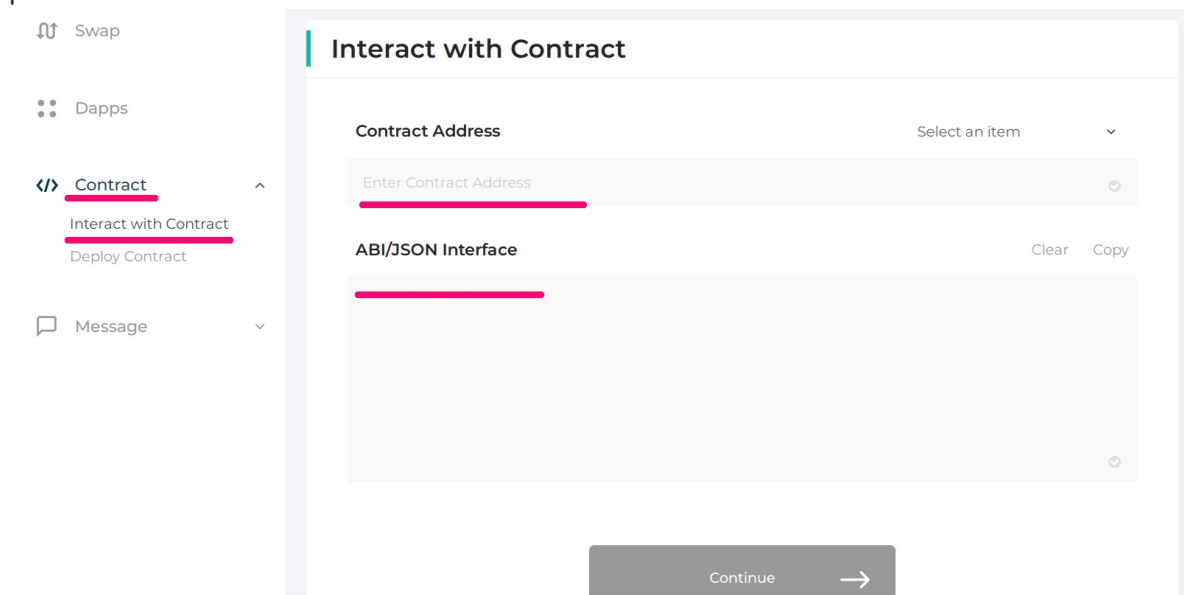 Swap
Dapps
Contract
Interact with Contract
Deploy Contract
Message
Interact with Contract
Contract Address
Select an item
Enter Contract Address
ABI/JSON Interface
Clear Copy
Continue